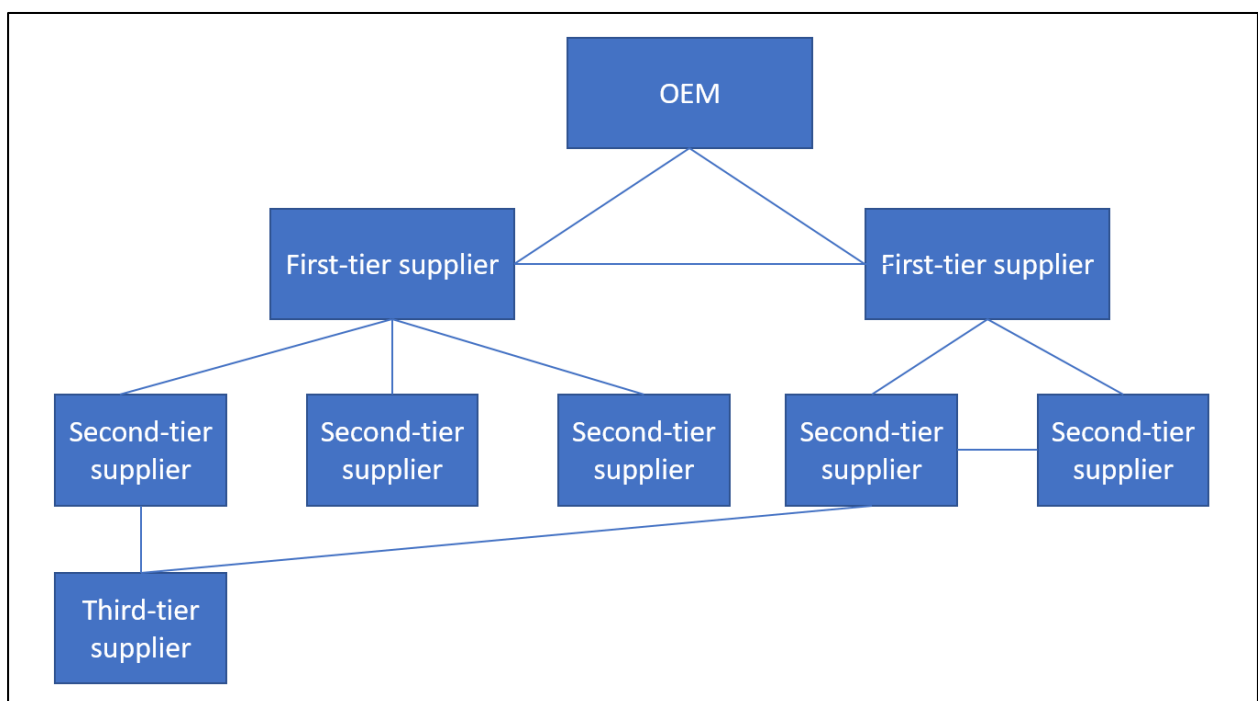 OEM
First-tier supplier
First-tier supplier
Second-tier
supplier
Second-tier
supplier
Second-tier
supplier
Second-tier
supplier
Second-tier
supplier
Third-tier
supplier